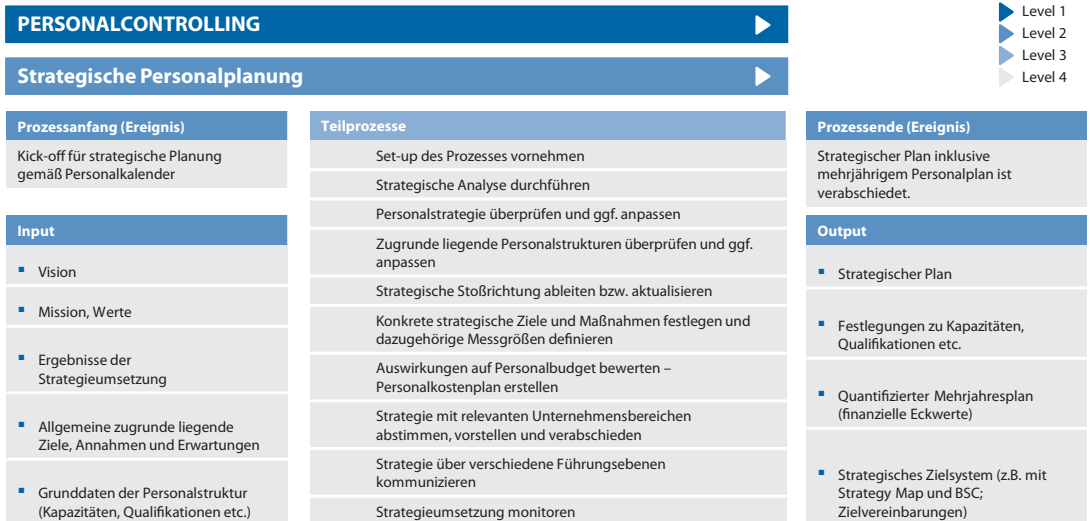 PERSONALCONTROLLING
Level 1
Level 2
Level 3
Level 4
Strategische Personalplanung
Prozessanfang (Ereignis)
Kick-off für strategische Planung
gemäß Personalkalender
Input
▪ Vision
▪ Mission, Werte
▪ Ergebnisse der
Strategieumsetzung
▪ Allgemeine zugrunde liegende
Ziele, Annahmen und Erwartungen
▪ Grunddaten der Personalstruktur
(Kapazitäten, Qualifikationen etc.)
Teilprozesse
Set-up des Prozesses vornehmen
Strategische Analyse durchführen
Personalstrategie überprüfen und ggf. anpassen
Zugrunde liegende Personalstrukturen überprüfen und ggf.
anpassen
Strategische Stoßrichtung ableiten bzw. aktualisieren
Konkrete strategische Ziele und Maßnahmen festlegen und
dazugehörige Messgrößen definieren
Auswirkungen auf Personalbudget bewerten –
Personalkostenplan erstellen
Strategie mit relevanten Unternehmensbereichen
abstimmen, vorstellen und verabschieden
Strategie über verschiedene Führungsebenen
kommunizieren
Strategieumsetzung monitoren
Prozessende (Ereignis)
Strategischer Plan inklusive
mehrjährigem Personalplan ist
verabschiedet.
Output
▪ Strategischer Plan
▪ Festlegungen zu Kapazitäten,
Qualifikationen etc.
▪ Quantifizierter Mehrjahresplan
(finanzielle Eckwerte)
▪ Strategisches Zielsystem (z.B. mit
Strategy Map und BSC;
Zielvereinbarungen)